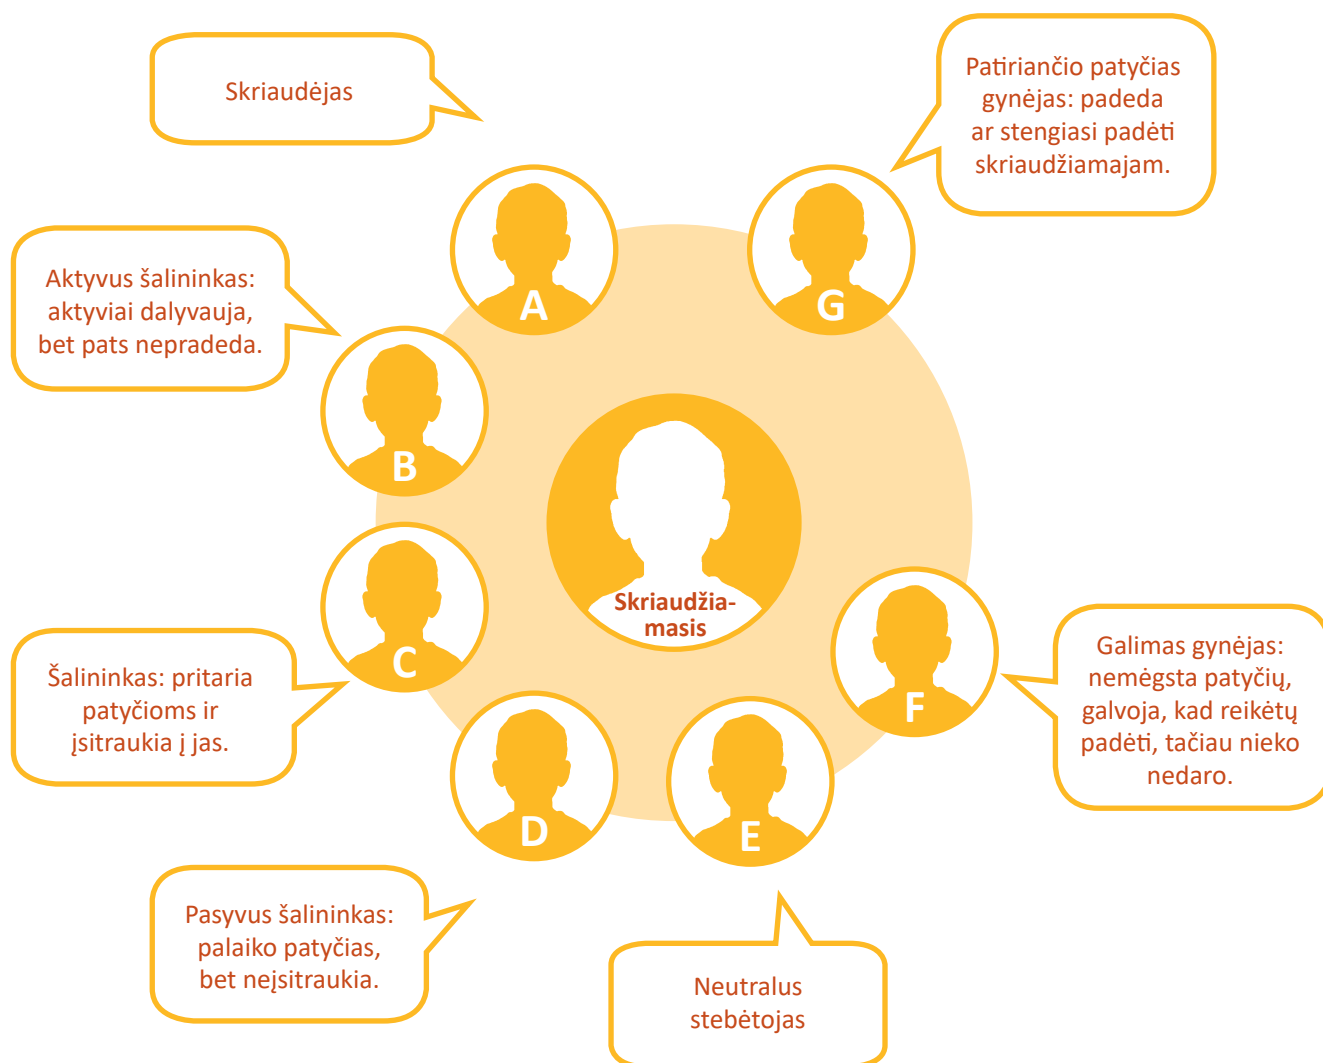 Skriaudėjas
Patiriančio patyčias
gynėjas: padeda
ar stengiasi padėti
skriaudžiamajam.
A
G
Aktyvus šalininkas:
aktyviai dalyvauja,
bet pats nepradeda.
B
Skriaudžia-
masis
C
Šalininkas: pritaria
patyčioms ir
įsitraukia į jas.
F
Galimas gynėjas:
nemėgsta patyčių,
galvoja, kad reikėtų
padėti, tačiau nieko
nedaro.
D
E
Pasyvus šalininkas:
palaiko patyčias,
bet neįsitraukia.
Neutralus
stebėtojas